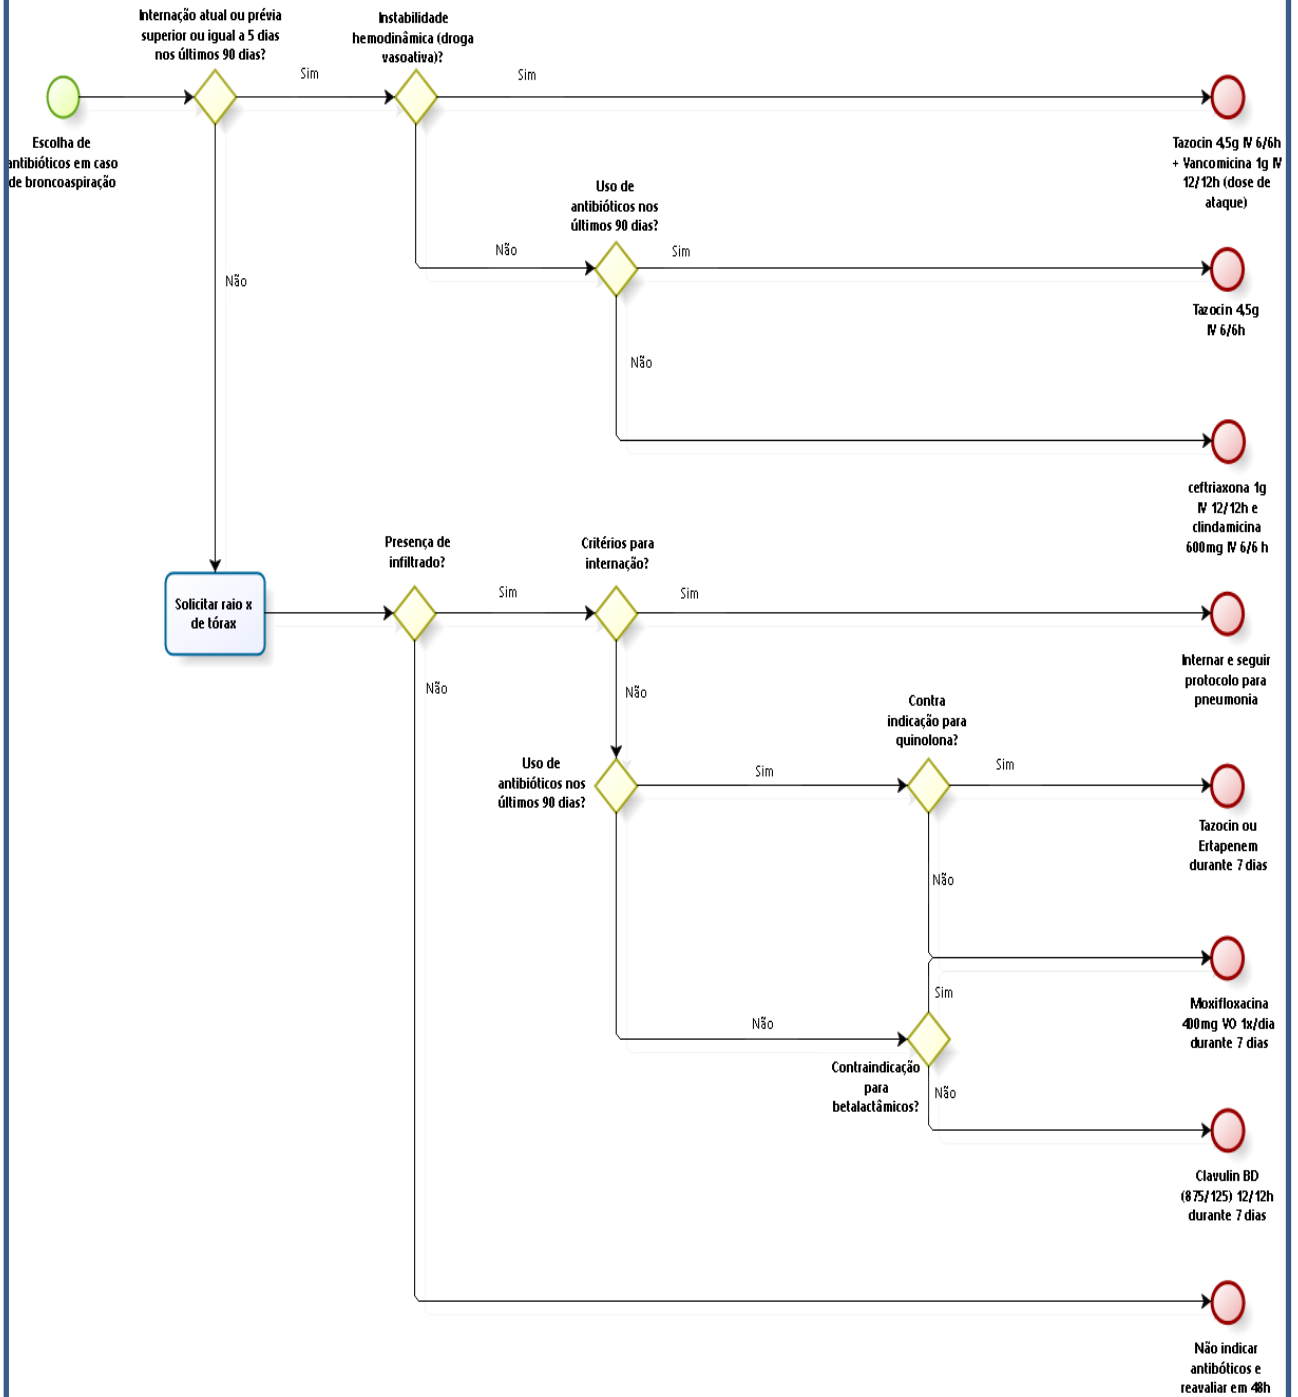 Internação atual ou prévia
superior ou igual a 5 dias
nos últimos 90 dias?
Instabilidade
hemodinâmica (droga
vasoativa)?
Sim
Sim
Escolha de
antibióticos em caso
de broncoaspiração
Tazocin 4,5g IV 6/6h
+ Vancomicina 1g IV
12/12h (dose de
ataque)
Uso de
antibióticos nos
últimos 90 dias?
Não
Sim
Não
Tazocin 4,5g
IV 6/6h
Não
ceftriaxona 1g
IV 12/12h e
clindamicina
600mg IV 6/6 h
Presença de
infiltrado?
Critérios para
internação?
Sim
Sim
Solicitar raio x
de tórax
Internar e seguir
protocolo para
pneumonia
Não
Não
Contra
indicação para
quinolona?
Uso de
antibióticos nos
últimos 90 dias?
Sim
Sim
Tazocin ou
Ertapenem
durante 7 dias
Não
Sim
Moxifloxacina
400mg VO 1x/dia
durante 7 dias
Não
Contraindicação
para
betalactâmicos?
Não
Clavulin BD
(875/125) 12/12h
durante 7 dias
Não indicar
antibóticos e
reavaliar em 48h